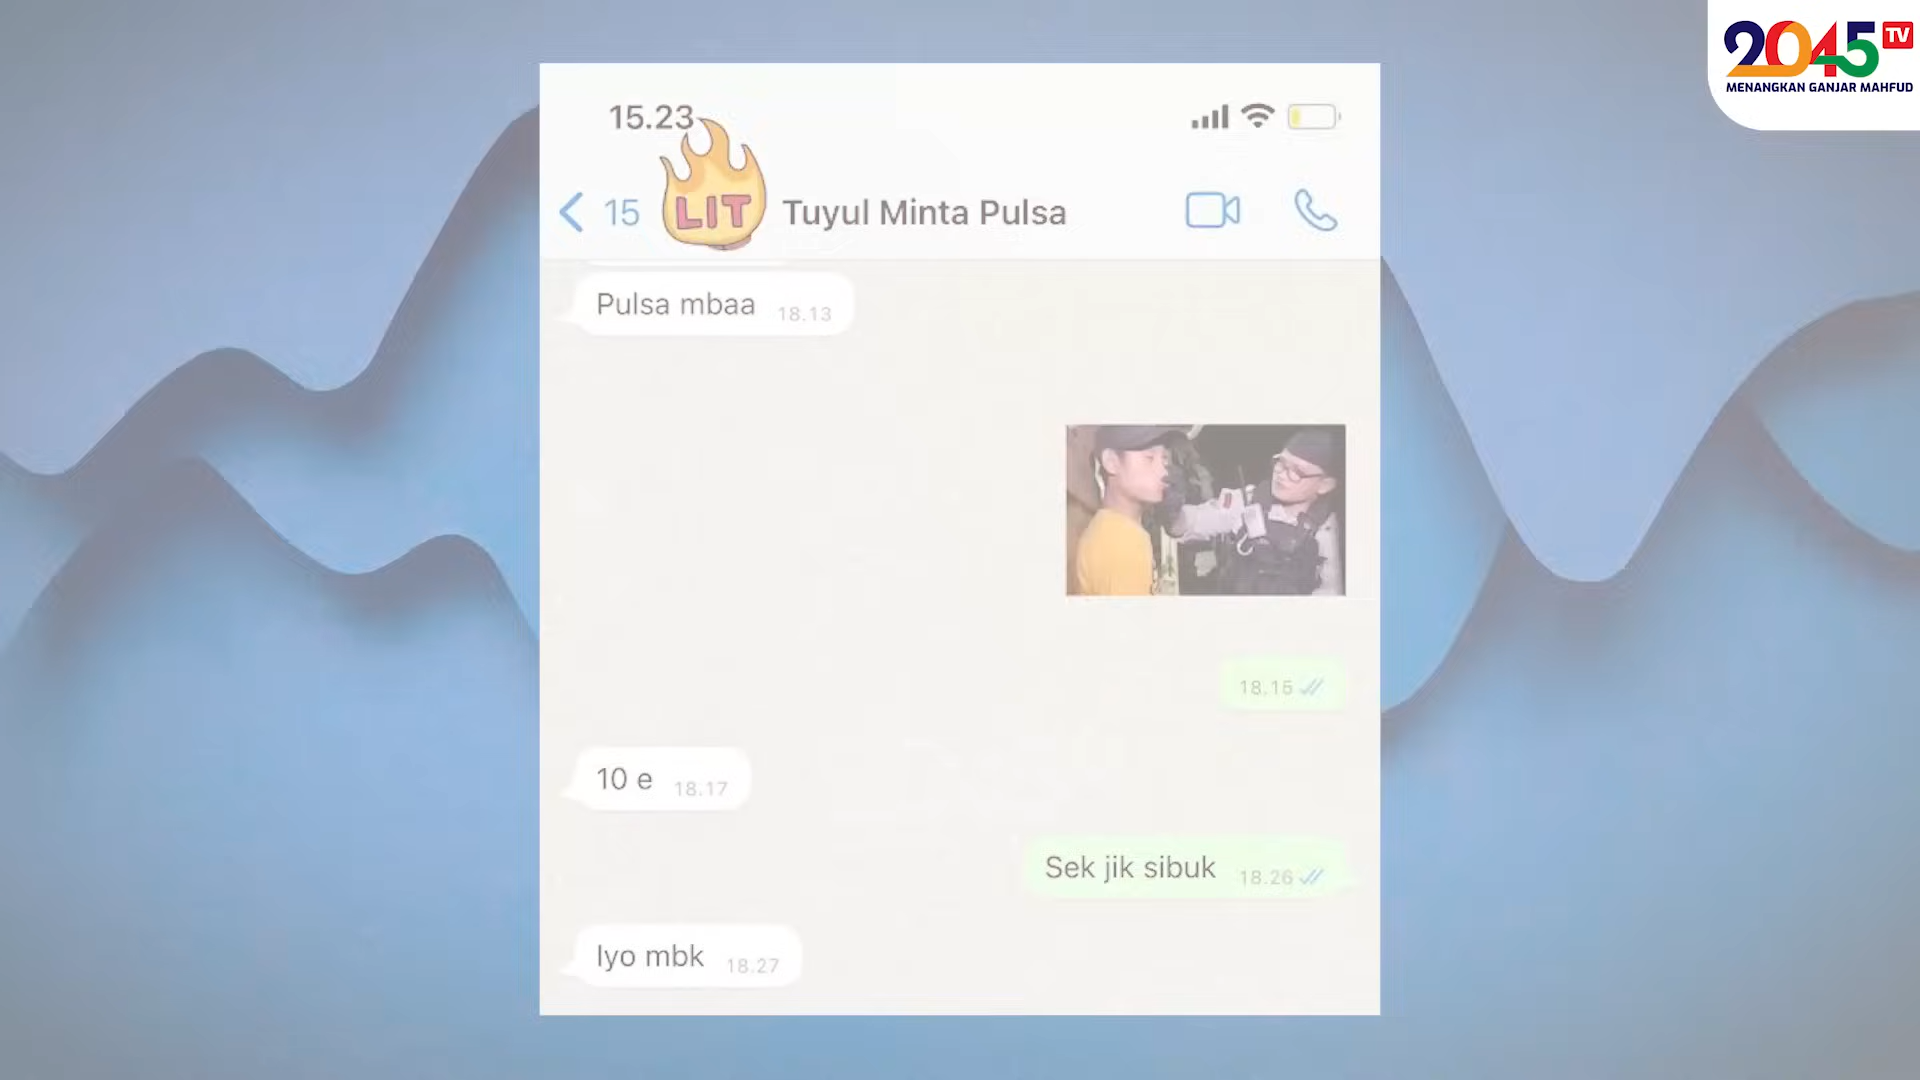 2045 TV
MENANGKAN GANJAR MAHFUD
15.23
15 LIT Tuyul Minta Pulsa
Pulsa mbaa 18.13
18.15
10 e 18.17
Sek jik sibuk 18.26
Iyo mbk 18.27